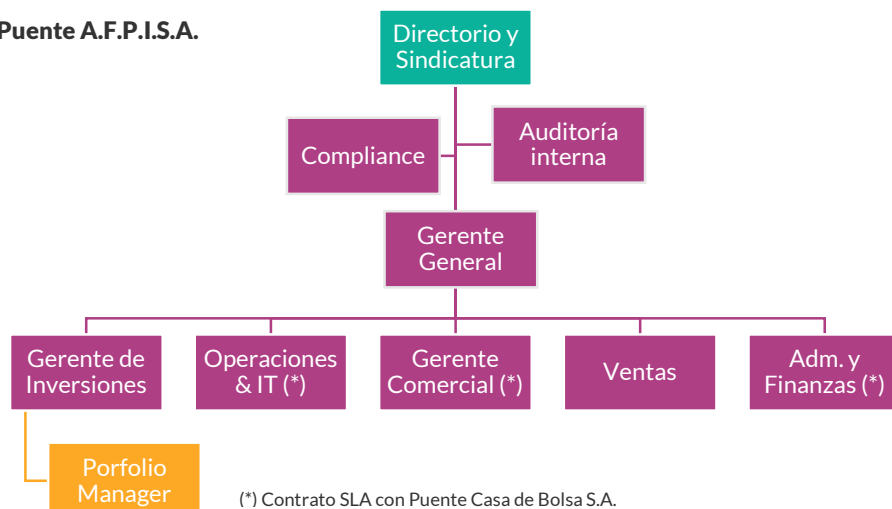 Puente A.F.P.I.S.A.
Directorio y
Sindicatura
Compliance
Auditoría
interna
Gerente
General
Gerente de
Inversiones
Operaciones
& IT (*)
Gerente
Comercial (*)
Ventas
Adm. y
Finanzas (*)
Porfolio
Manager
(*) Contrato SLA con Puente Casa de Bolsa S.A.